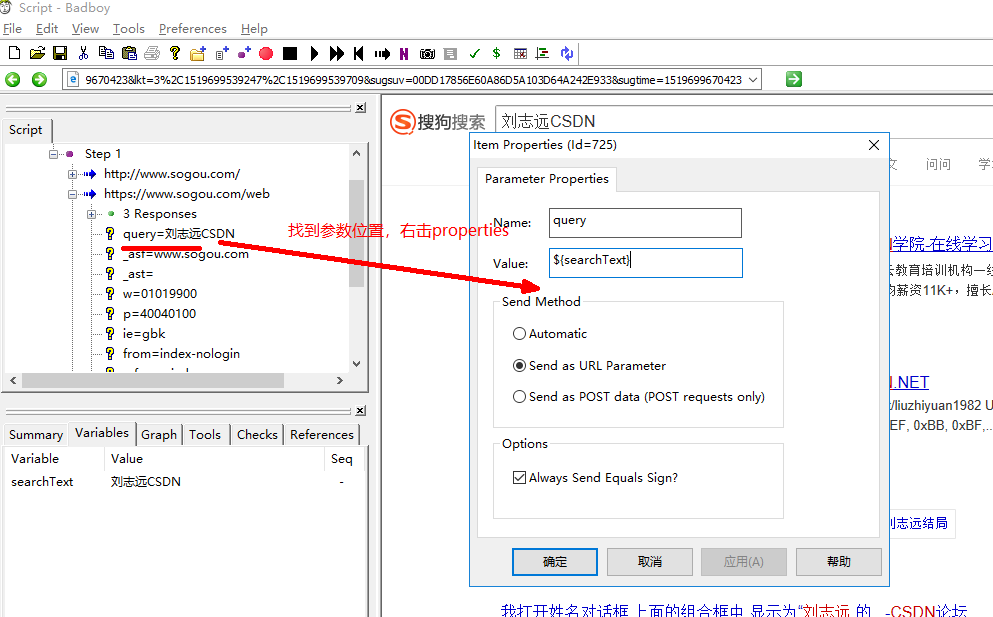 Script - Badboy
File Edit View Tools Preferences Help
9670423&lkt=3%2C1519699539247%2C1519699539709&sugsuv=00DD17856E60A86D5A103D64A242E933&sugtime=1519699670423
Script
Step 1
http://www.sogou.com/
https://www.sogou.com/web
3 Responses
query=刘志远CSDN
_asf=www.sogou.com
_ast=
w=01019900
p=40040100
ie=gbk
from=index-nologin
找到参数位置，右击properties
Summary Variables Graph Tools Checks References
Variable Value Seq
searchText 刘志远CSDN -
搜狗搜索 刘志远CSDN
Item Properties (Id=725)
Parameter Properties
Name: query
Value: ${searchText}
Send Method
Automatic
Send as URL Parameter
Send as POST data (POST requests only)
Options
Always Send Equals Sign?
确定 取消 应用(A) 帮助
问问
学院-在线学习
教育培训机构一线
薪资11K+，擅长
.NET
/liuzhiyuan1982
EF, 0xBB, 0xBF,...
刘志远结局
我打开姓名对话框,上面的组合框中,显示为“刘志远 的 -CSDN论坛